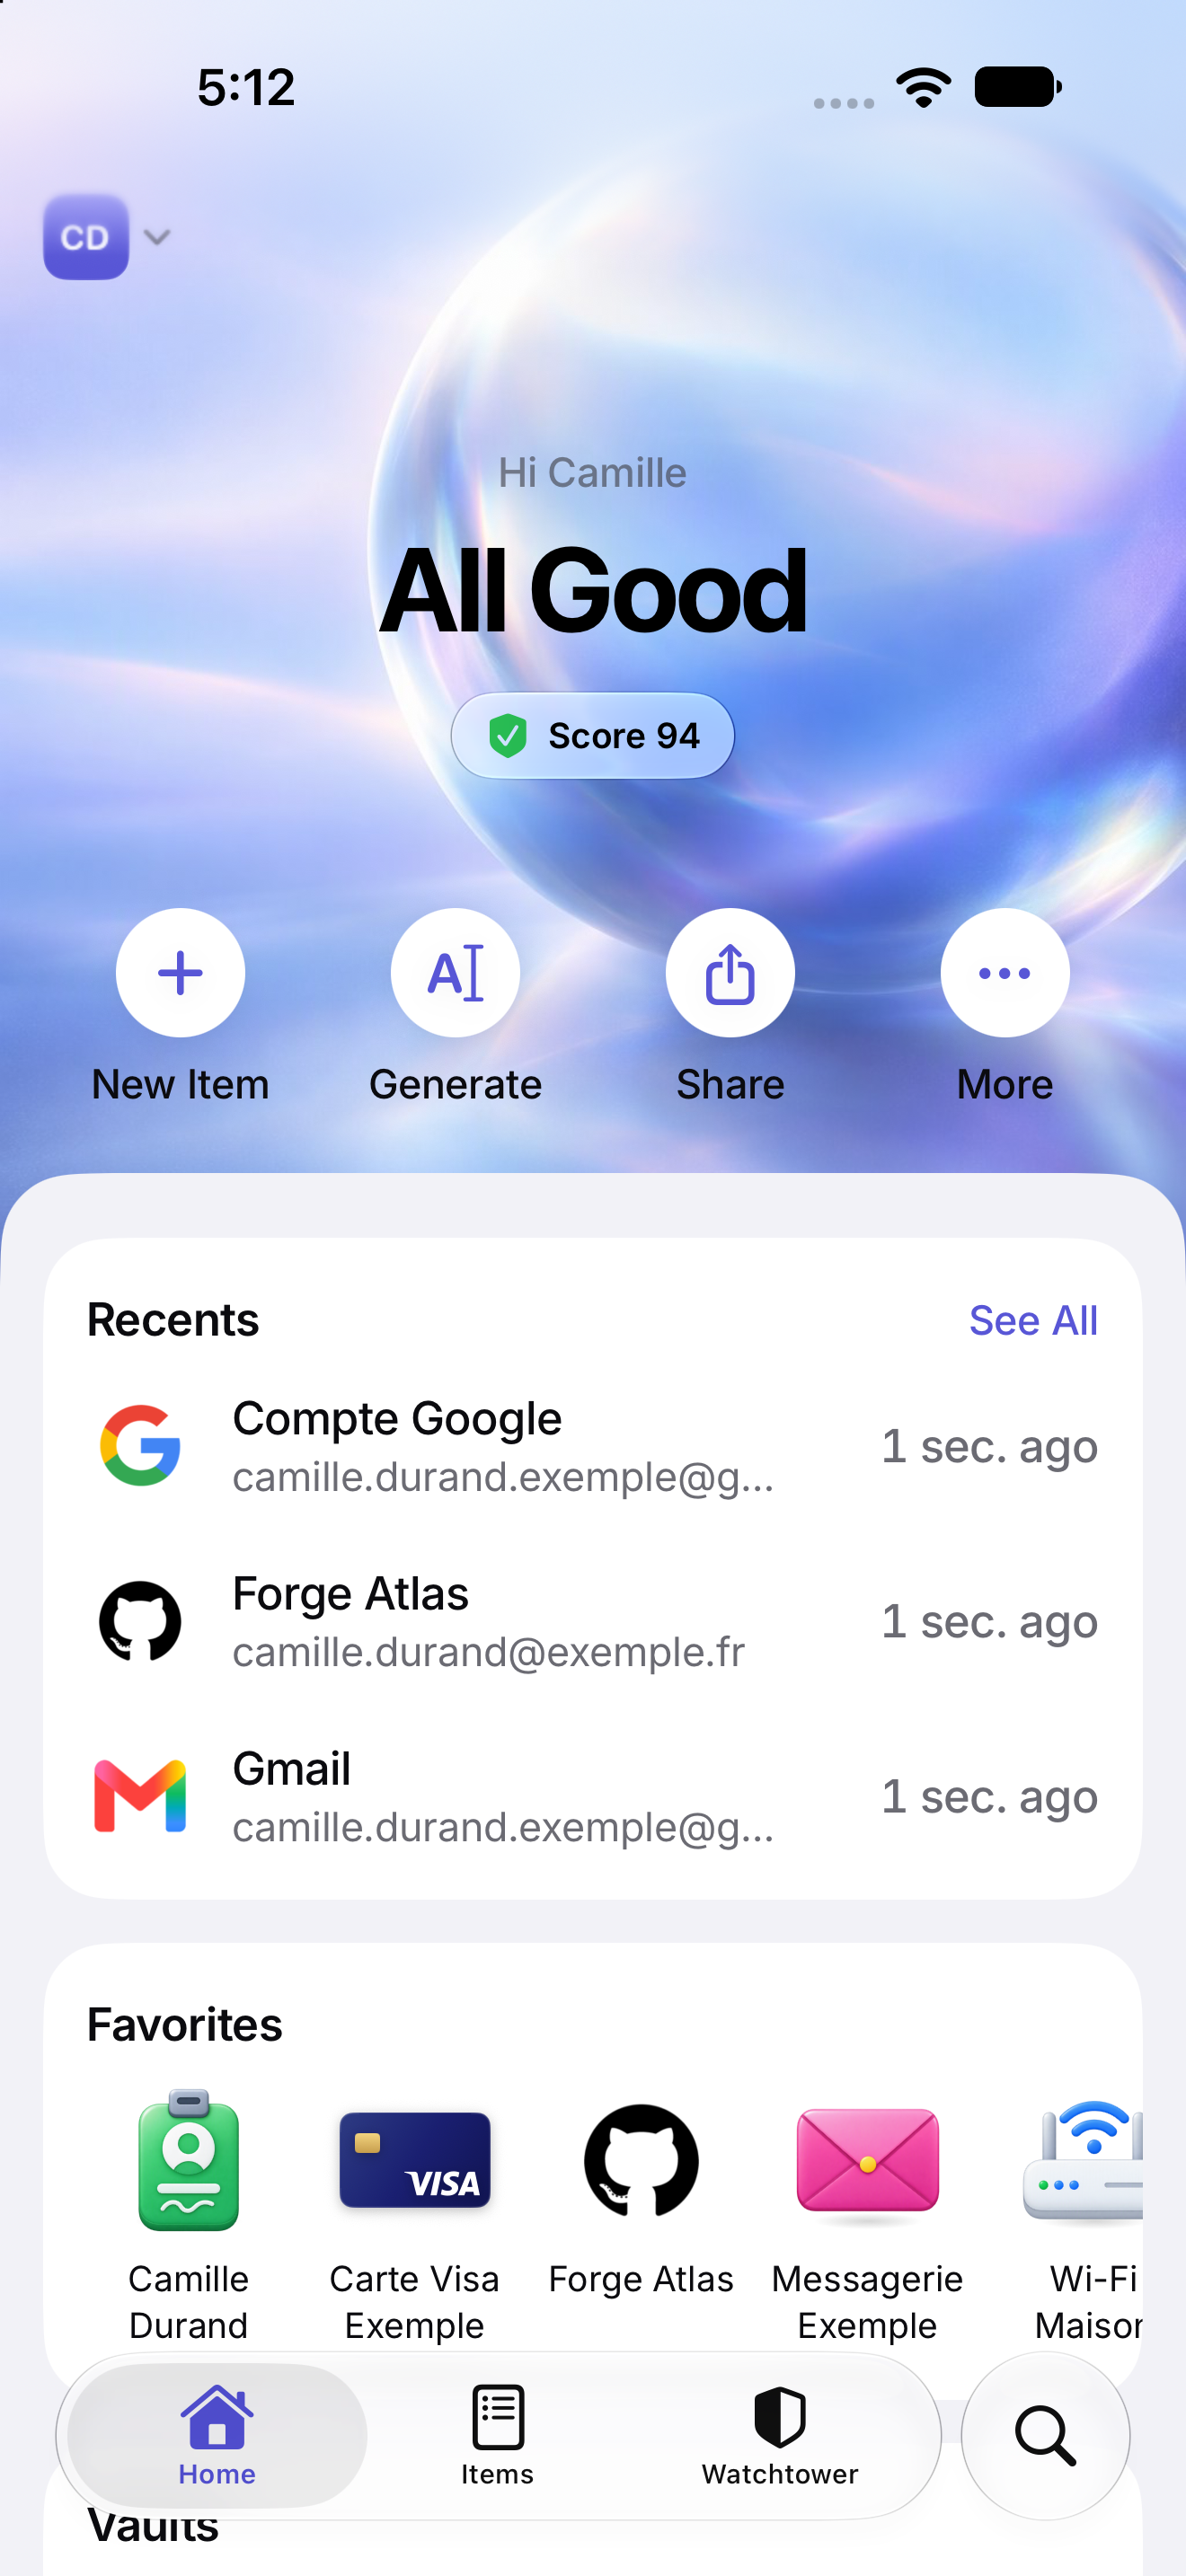 5:12
CD
Hi Camille
All Good
Score 94
New Item
Generate
Share
More
Recents
See All
Compte Google
camille.durand.exemple@g...
1 sec. ago
Forge Atlas
camille.durand@exemple.fr
1 sec. ago
Gmail
camille.durand.exemple@g...
1 sec. ago
Favorites
VISA
Camille
Durand
Carte Visa
Exemple
Forge Atlas
Messagerie
Exemple
Wi-Fi
Maison
Home
Items
Watchtower
Vaults